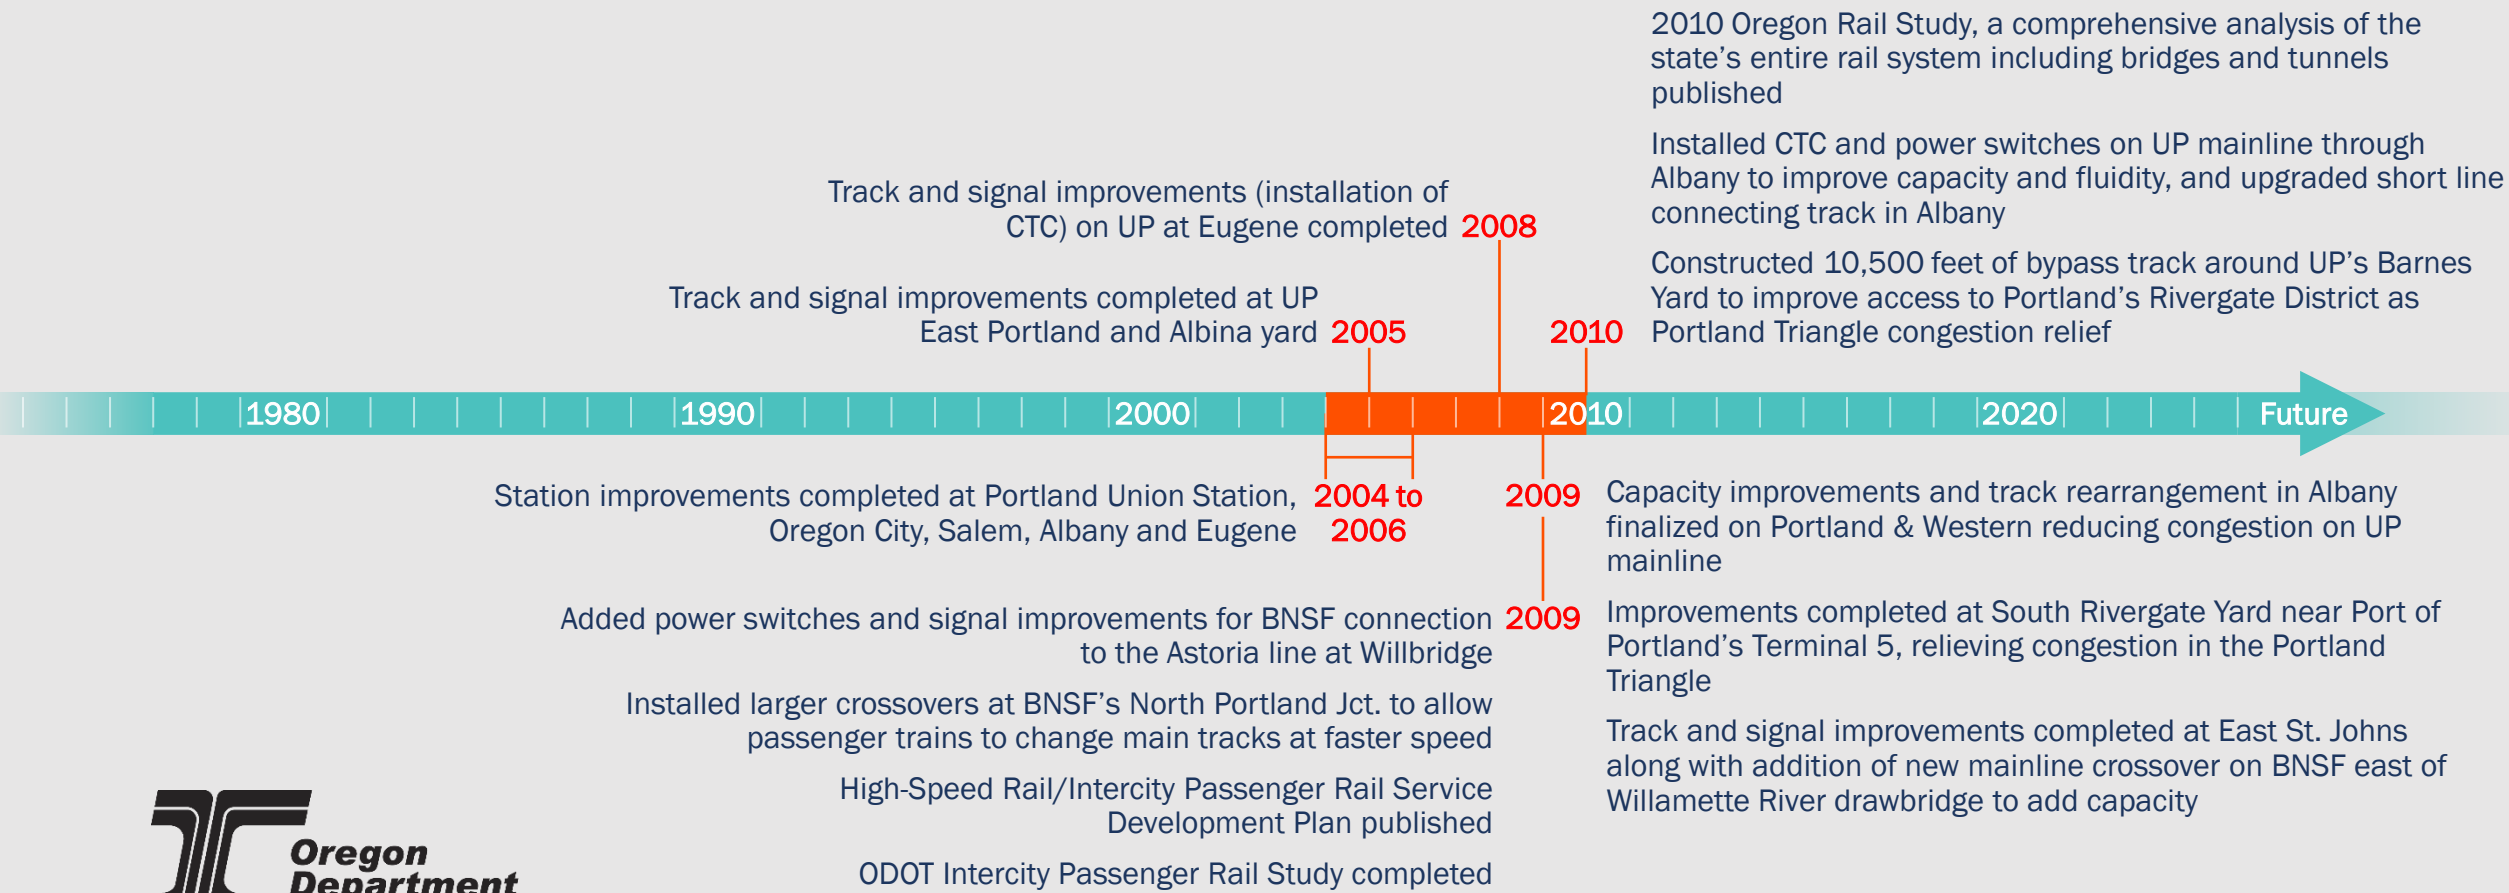 2010 Oregon Rail Study, a comprehensive analysis of the
state’s entire rail system including bridges and tunnels
published
Installed CTC and power switches on UP mainline through
Albany to improve capacity and fluidity, and upgraded short line
connecting track in Albany
Constructed 10,500 feet of bypass track around UP’s Barnes
Yard to improve access to Portland’s Rivergate District as
Portland Triangle congestion relief
2010
Track and signal improvements (installation of
CTC) on UP at Eugene completed 2008
Track and signal improvements completed at UP
East Portland and Albina yard 2005
1980 1990 2000 2010 2020 Future
Station improvements completed at Portland Union Station,
Oregon City, Salem, Albany and Eugene
2004 to
2006
2009
Capacity improvements and track rearrangement in Albany
finalized on Portland & Western reducing congestion on UP
mainline
Improvements completed at South Rivergate Yard near Port of
Portland’s Terminal 5, relieving congestion in the Portland
Triangle
Track and signal improvements completed at East St. Johns
along with addition of new mainline crossover on BNSF east of
Willamette River drawbridge to add capacity
Added power switches and signal improvements for BNSF connection 2009
to the Astoria line at Willbridge
Installed larger crossovers at BNSF’s North Portland Jct. to allow
passenger trains to change main tracks at faster speed
High-Speed Rail/Intercity Passenger Rail Service
Development Plan published
ODOT Intercity Passenger Rail Study completed
Oregon
Department